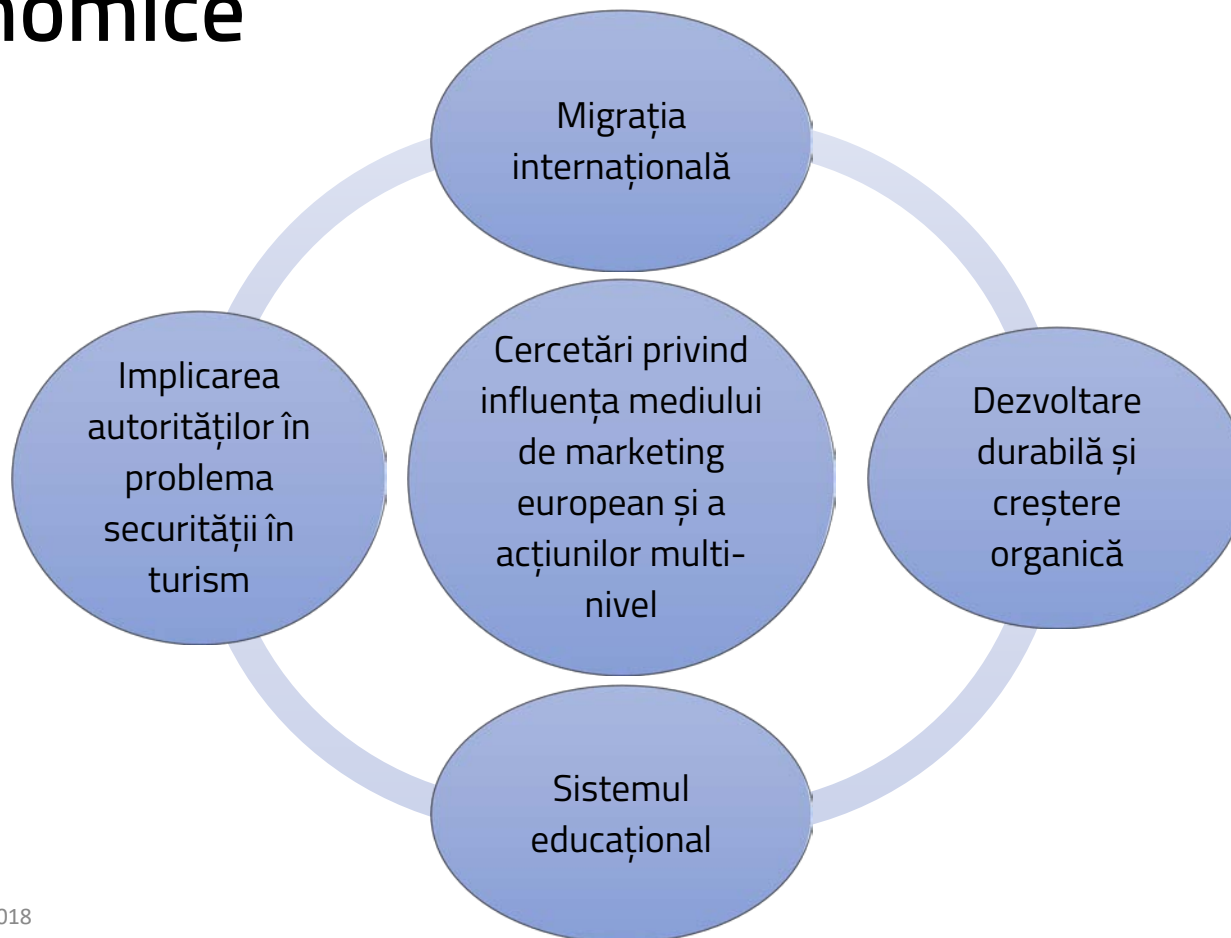 nomice
Migrația
internațională
Implicarea
autorităților în
problema
securității în
turism
Cercetări privind
influența mediului
de marketing
european și a
acțiunilor multi-
nivel
Dezvoltare
durabilă și
creștere
organică
Sistemul
educațional
018